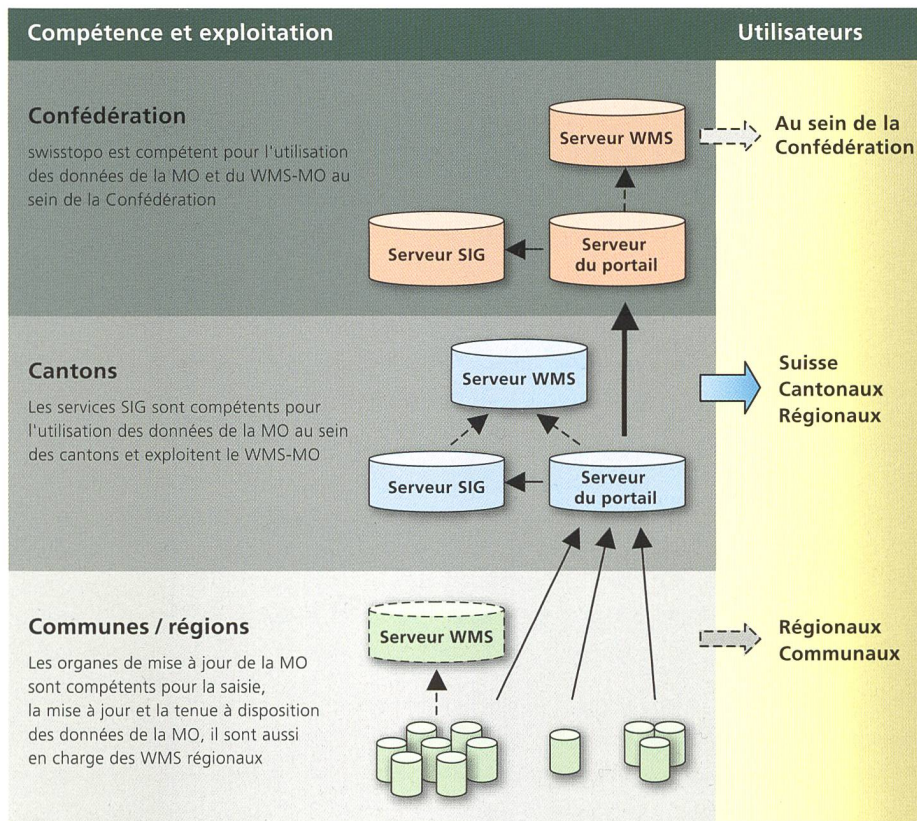 Compétence et exploitation
Utilisateurs
Confédération
swisstopo est compétent pour l'utilisation
des données de la MO et du WMS-MO au
sein de la Confédération
Serveur WMS
Au sein de la
Confédération
Serveur SIG
Serveur
du portail
Cantons
Les services SIG sont compétents pour
l'utilisation des données de la MO au sein
des cantons et exploitent le WMS-MO
Serveur WMS
Suisse
Cantonaux
Régionaux
Serveur SIG
Serveur
du portail
Communes / régions
Les organes de mise à jour de la MO
sont compétents pour la saisie,
la mise à jour et la tenue à disposition
des données de la MO, il sont aussi
en charge des WMS régionaux
Serveur WMS
Régionaux
Communaux